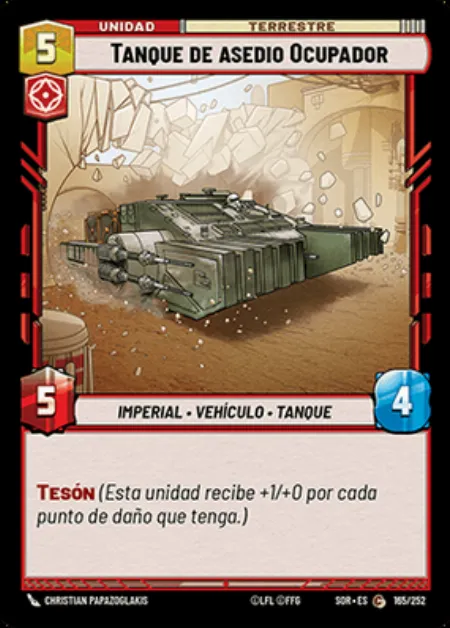 UNIDAD
TERRESTRE
5
TANQUE DE ASEDIO OCUPADOR
5
IMPERIAL • VEHÍCULO • TANQUE
4
TESÓN (Esta unidad recibe +1/+0 por cada
punto de daño que tenga.)
CHRISTIAN PAPAZOGLAKIS
©LFL ©FFG
SOR • ES C 165/252